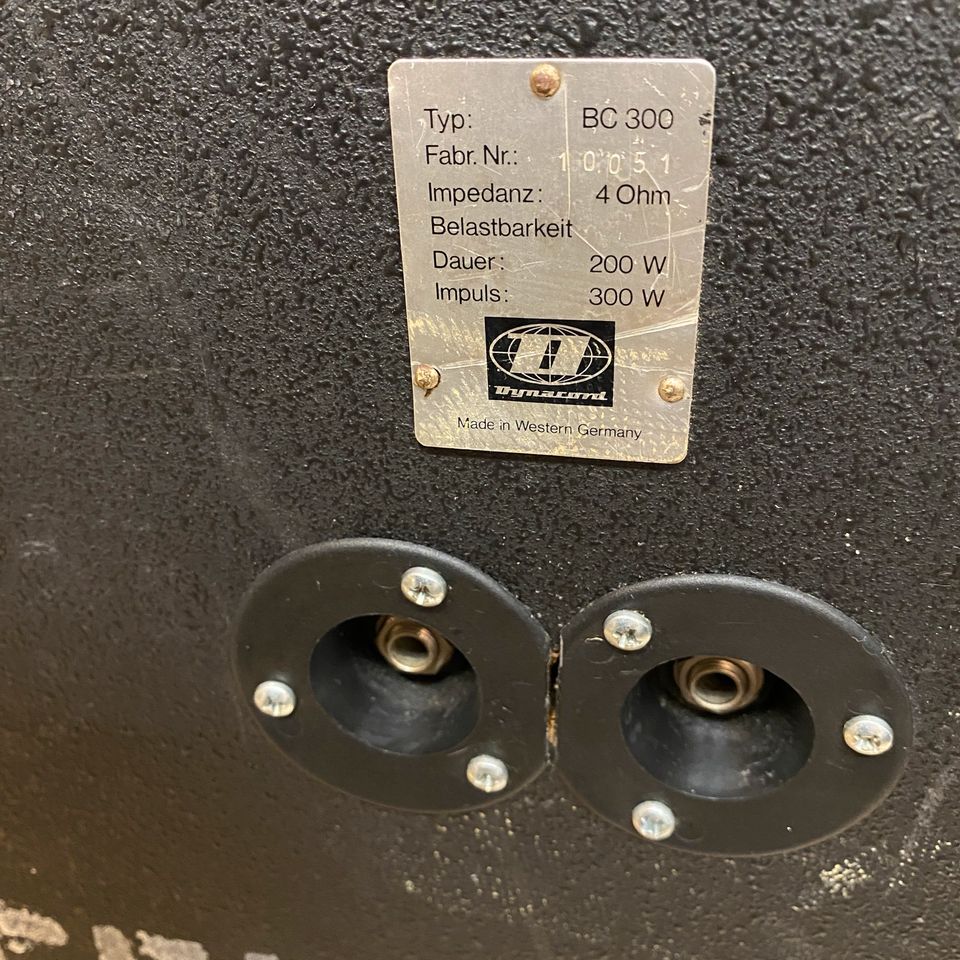 Typ: BC 300
Fabr. Nr.: 10051
Impedanz: 4 Ohm
Belastbarkeit
Dauer: 200 W
Impuls: 300 W
Dynacord
Made in Western Germany